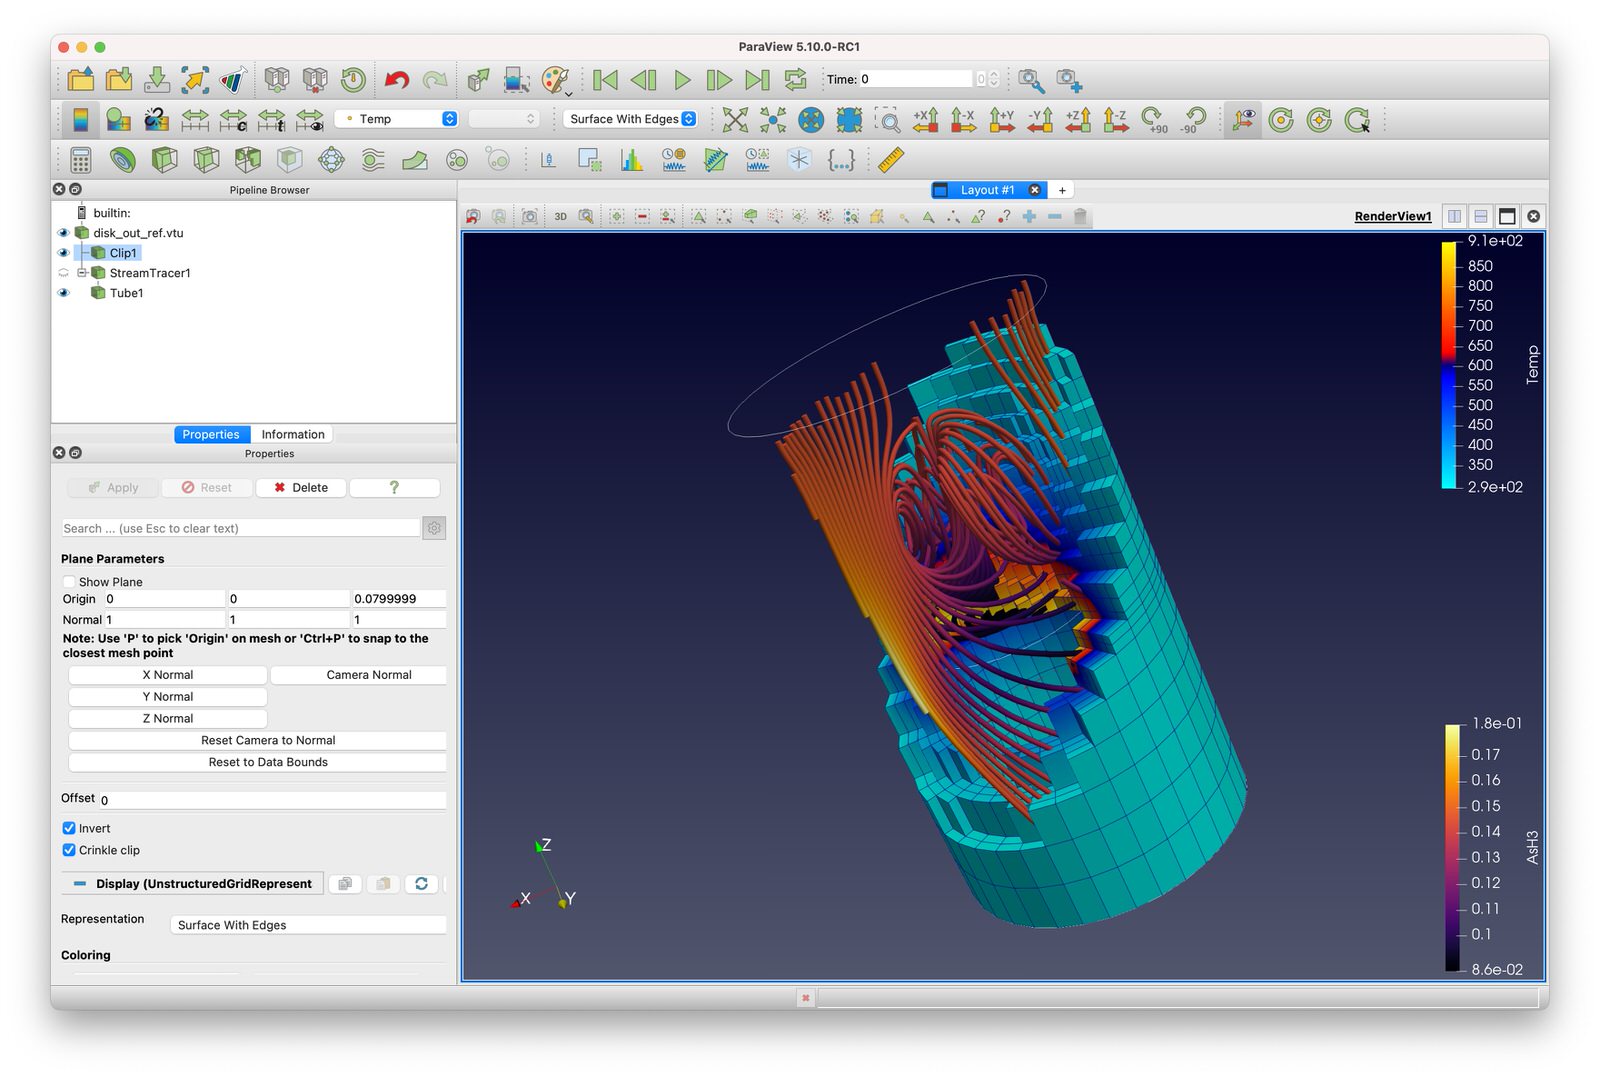 ParaView 5.10.0-RC1
Time: 0
0
Temp
Surface With Edges
+X
-X
+Y
-Y
+Z
-Z
+90
-90
Pipeline Browser
Layout #1
+
builtin:
disk_out_ref.vtu
Clip1
StreamTracer1
Tube1
3D
RenderView1
Properties
Information
Properties
Apply
Reset
Delete
?
Search ... (use Esc to clear text)
Plane Parameters
Show Plane
Origin 0 0 0.0799999
Normal 1 1 1
Note: Use 'P' to pick 'Origin' on mesh or 'Ctrl+P' to snap to the
closest mesh point
X Normal
Camera Normal
Y Normal
Z Normal
Reset Camera to Normal
Reset to Data Bounds
Offset 0
Invert
Crinkle clip
Display (UnstructuredGridRepresent
Representation
Surface With Edges
Coloring
9.1e+02
850
800
750
700
650
600
550
500
450
400
350
2.9e+02
Temp
1.8e-01
0.17
0.16
0.15
0.14
0.13
0.12
0.11
0.1
8.6e-02
AsH3
Z
X
Y